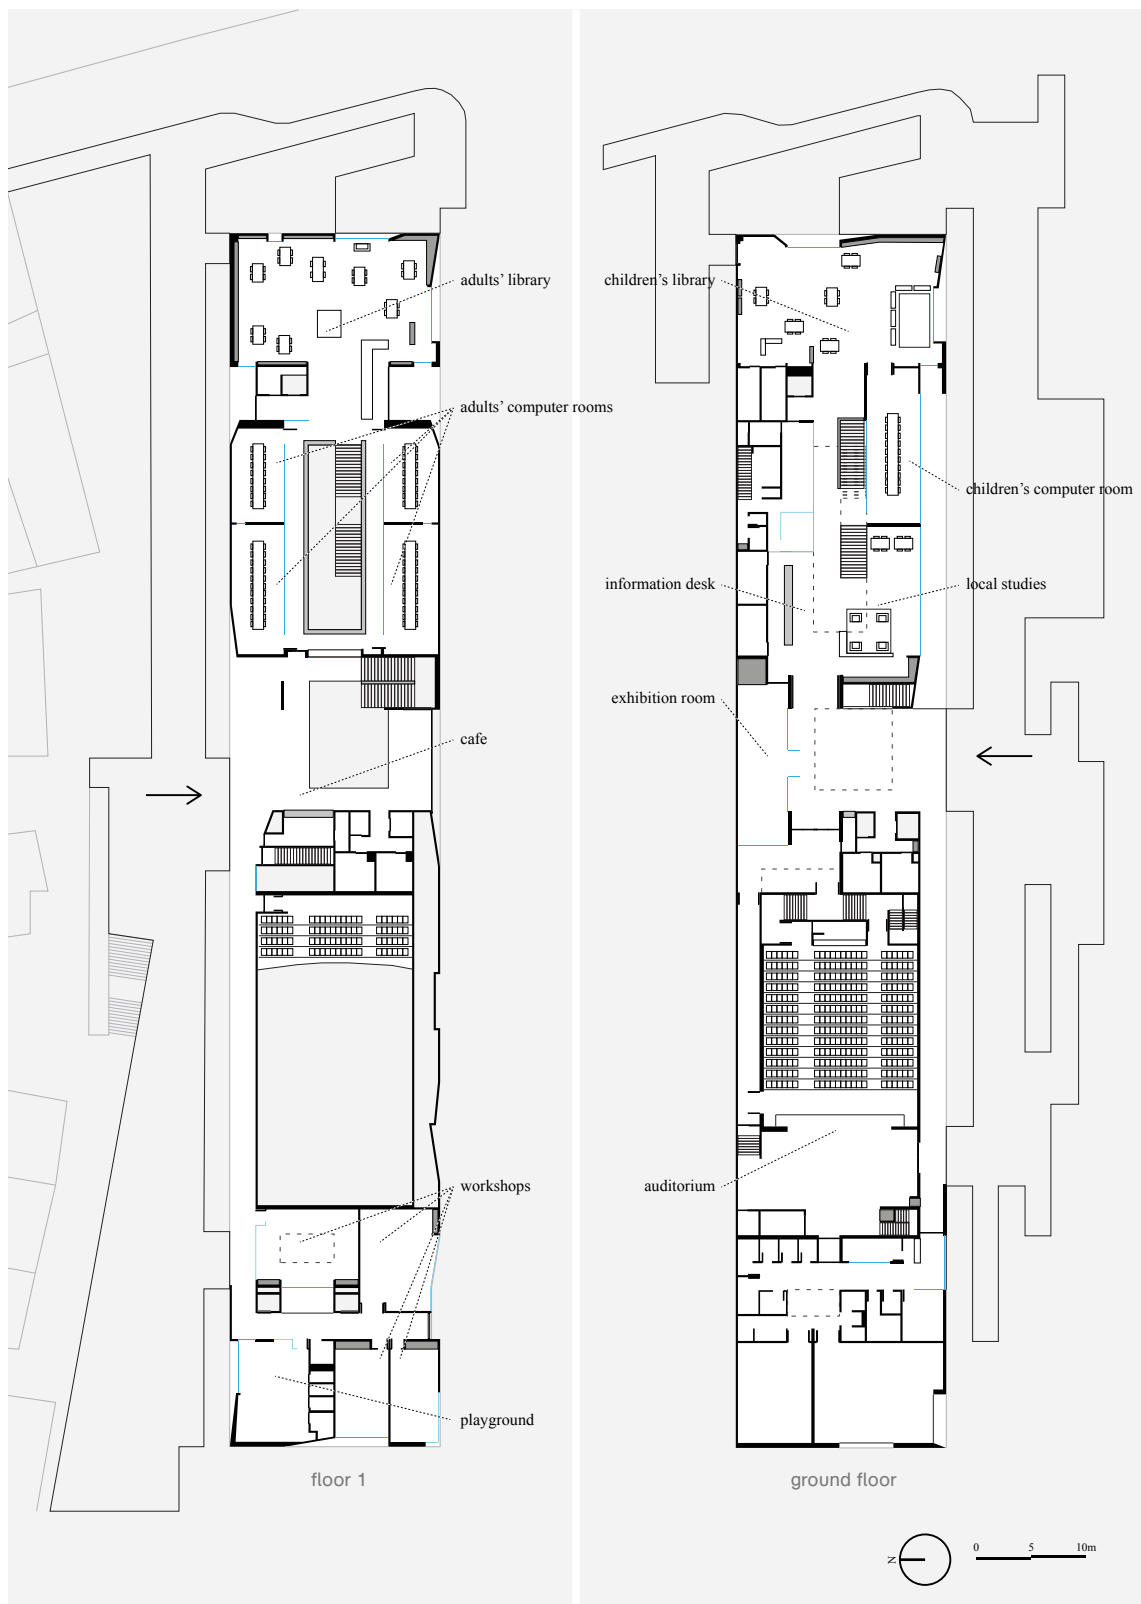 adults’ library
adults’ computer rooms
cafe
workshops
playground
floor 1
children’s library
children’s computer room
information desk
local studies
exhibition room
auditorium
ground floor
N
0 5 10m